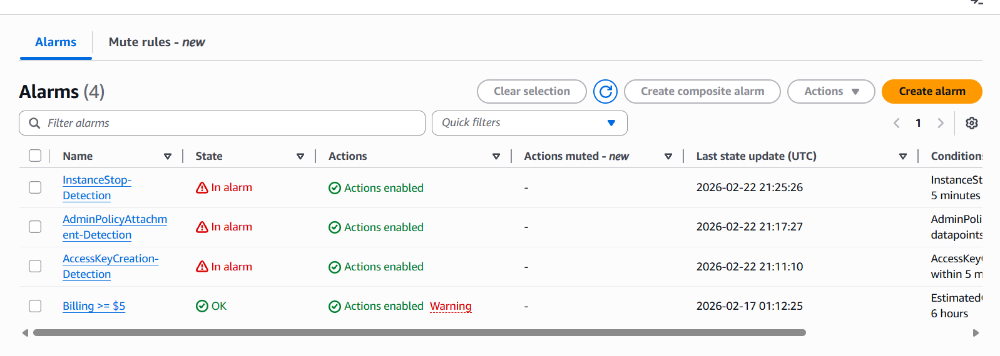 Alarms
Mute rules - new
Alarms (4)
Clear selection
Create composite alarm
Actions
Create alarm
Filter alarms
Quick filters
1
Name
State
Actions
Actions muted - new
Last state update (UTC)
Condition
InstanceStop-
Detection
In alarm
Actions enabled
-
2026-02-22 21:25:26
InstanceSt
5 minutes
AdminPolicyAttachm
ent-Detection
In alarm
Actions enabled
-
2026-02-22 21:17:27
AdminPoli
datapoints
AccessKeyCreation-
Detection
In alarm
Actions enabled
-
2026-02-22 21:11:10
AccessKey
within 5 m
Billing >= $5
OK
Actions enabled
Warning
-
2026-02-17 01:12:25
Estimated
6 hours